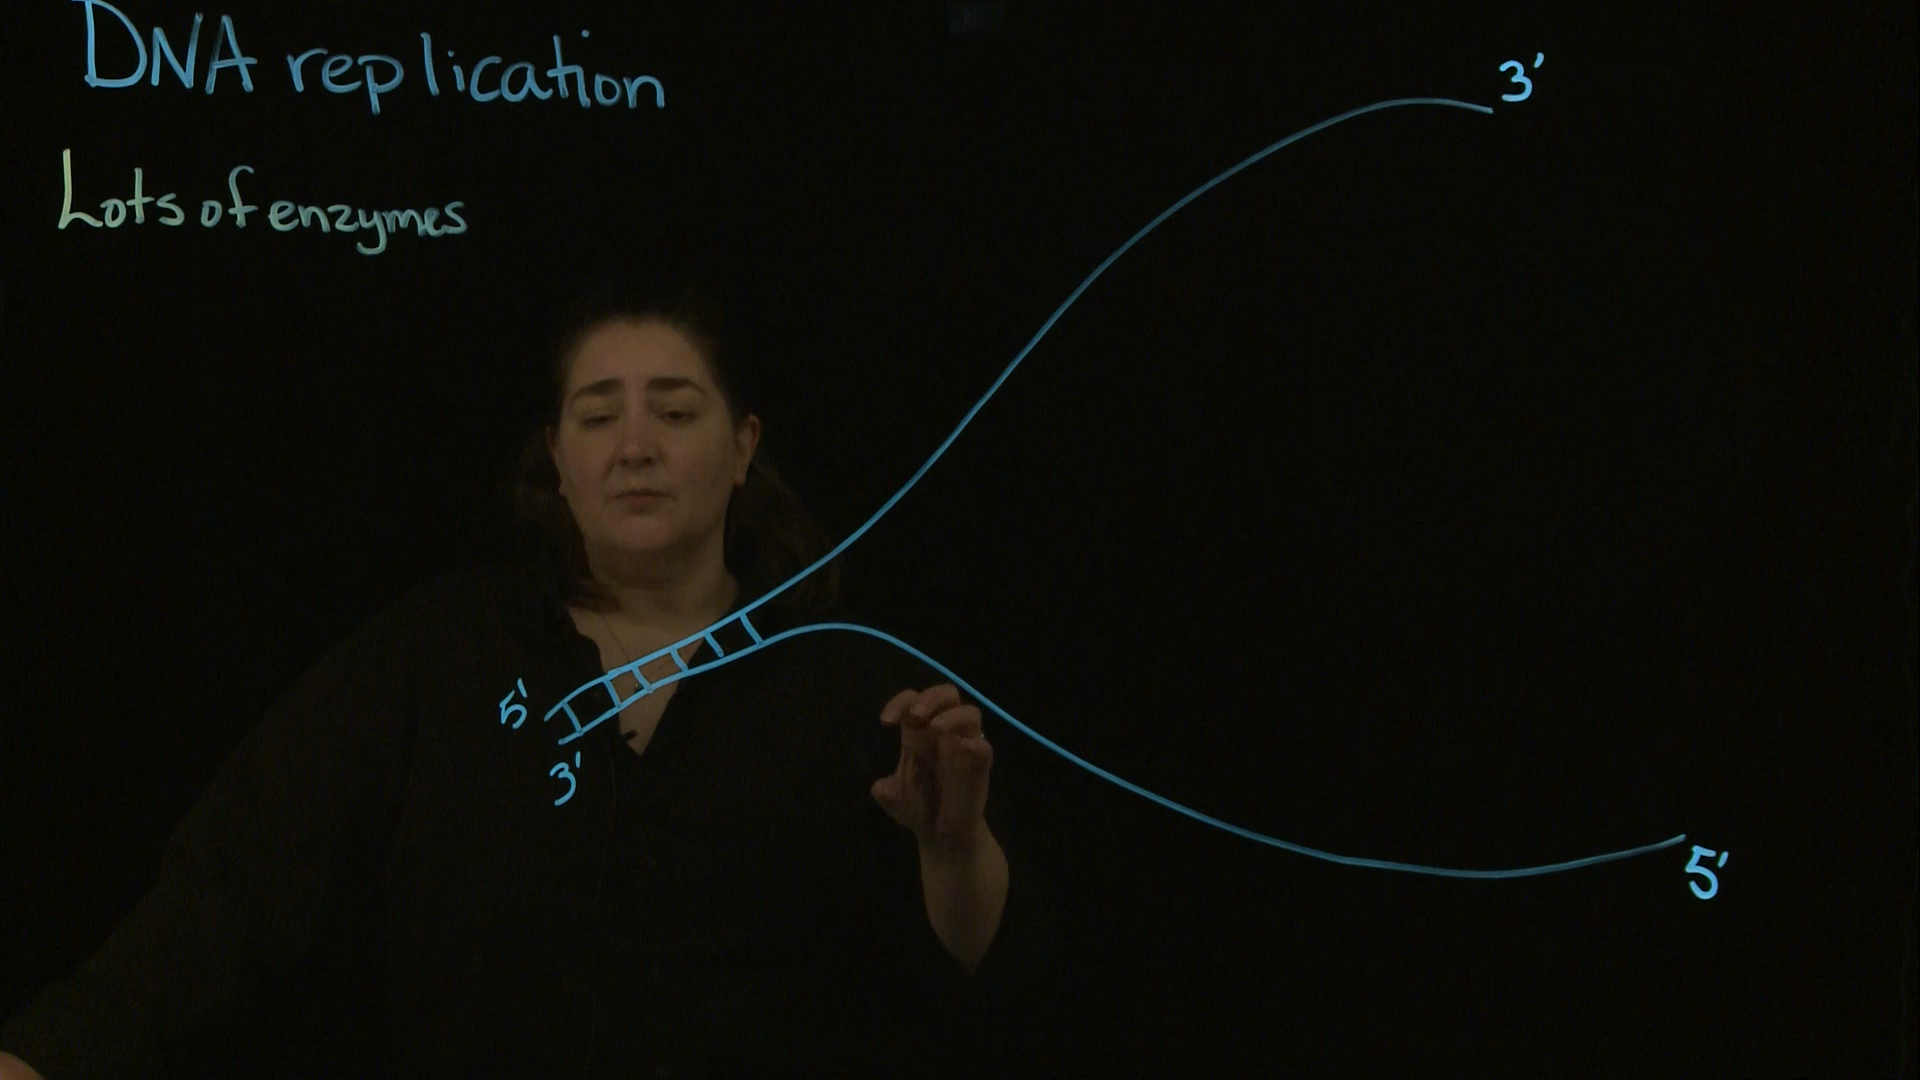 DNA replication
Lots of enzymes
3'
5'
3'
5'